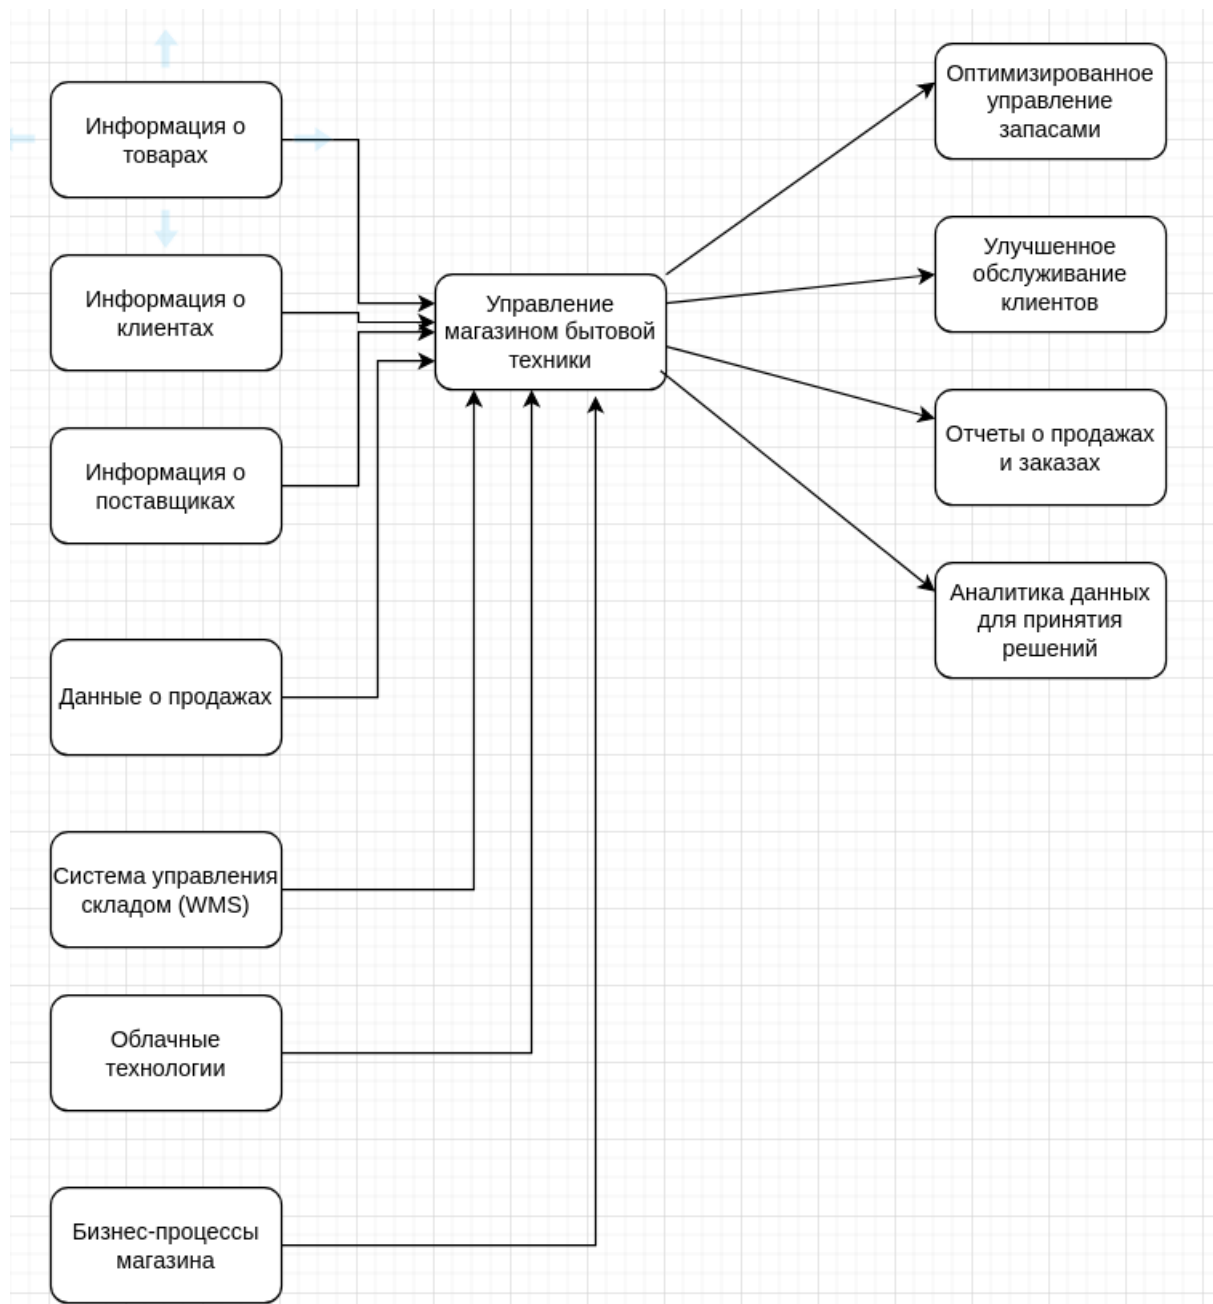 Информация о
товарах
Информация о
клиентах
Информация о
поставщиках
Данные о продажах
Система управления
складом (WMS)
Облачные
технологии
Бизнес-процессы
магазина
Управление
магазином бытовой
техники
Оптимизированное
управление
запасами
Улучшенное
обслуживание
клиентов
Отчеты о продажах
и заказах
Аналитика данных
для принятия
решений